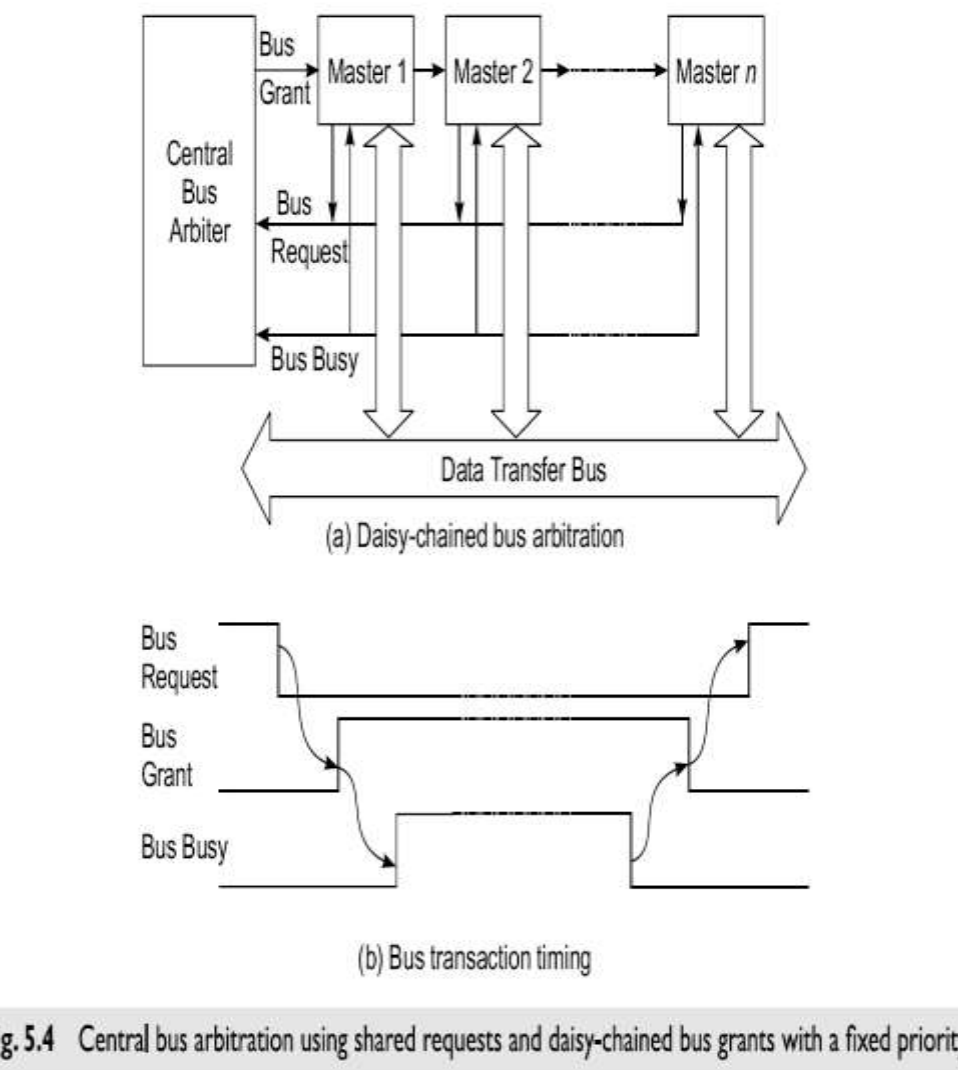 Bus
Grant
Master 1
Master 2
Master n
Central
Bus
Arbiter
Bus
Request
Bus Busy
Data Transfer Bus
(a) Daisy-chained bus arbitration
Bus
Request
Bus
Grant
Bus Busy
(b) Bus transaction timing
g. 5.4 Central bus arbitration using shared requests and daisy-chained bus grants with a fixed priorit